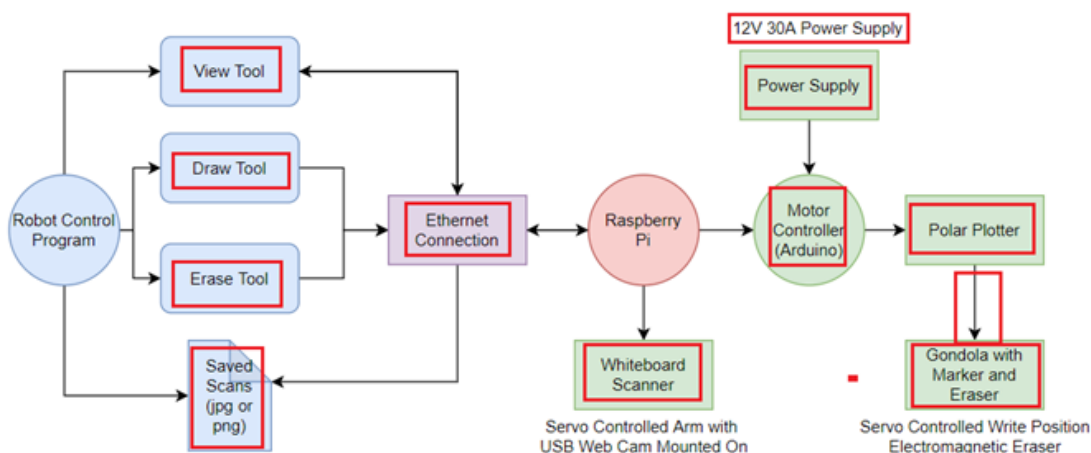 12V 30A Power Supply
View Tool
Power Supply
Draw Tool
Robot Control
Program
Ethernet
Connection
Raspberry
Pi
Motor
Controller
(Arduino)
Polar Plotter
Erase Tool
Saved
Scans
(jpg or
png)
Whiteboard
Scanner
Gondola with
Marker and
Eraser
Servo Controlled Arm with
USB Web Cam Mounted On
Servo Controlled Write Position
Electromagnetic Eraser